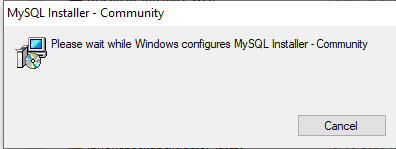 MySQL Installer - Community
Please wait while Windows configures MySQL Installer - Community
Cancel